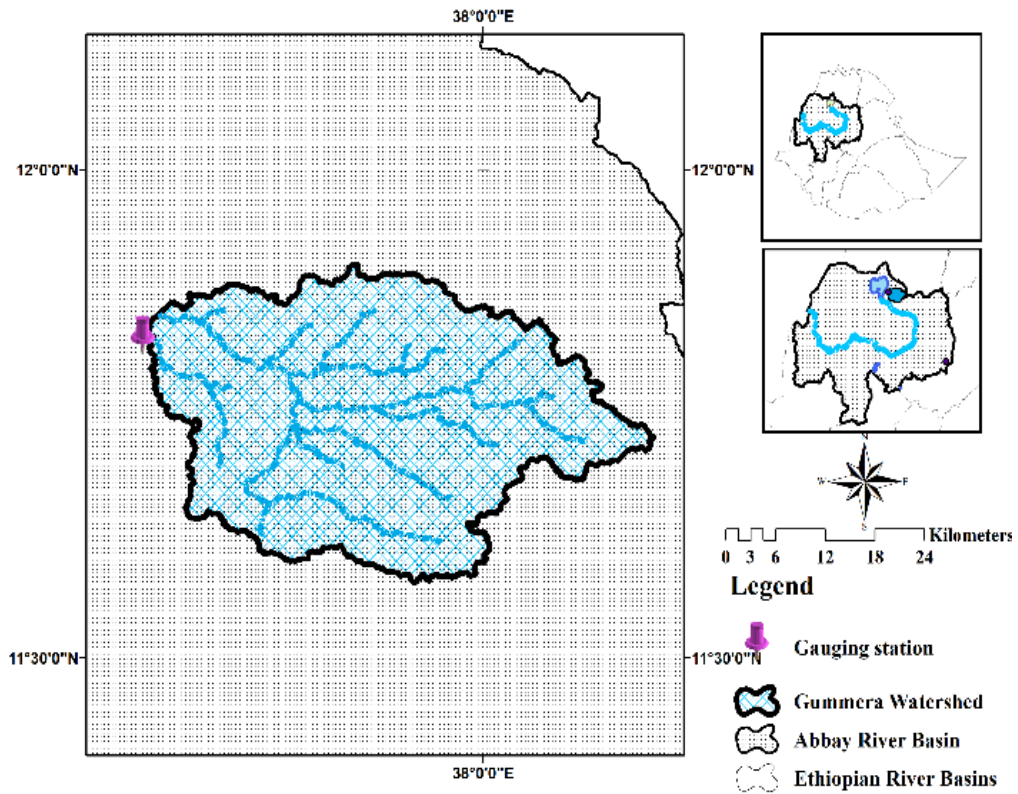 38°0'0"E
12°0'0"N
12°0'0"N
11°30'0"N
11°30'0"N
38°0'0"E
N
W
E
S
Kilometers
0 3 6 12 18 24
Legend
Gauging station
Gummera Watershed
Abbay River Basin
Ethiopian River Basins